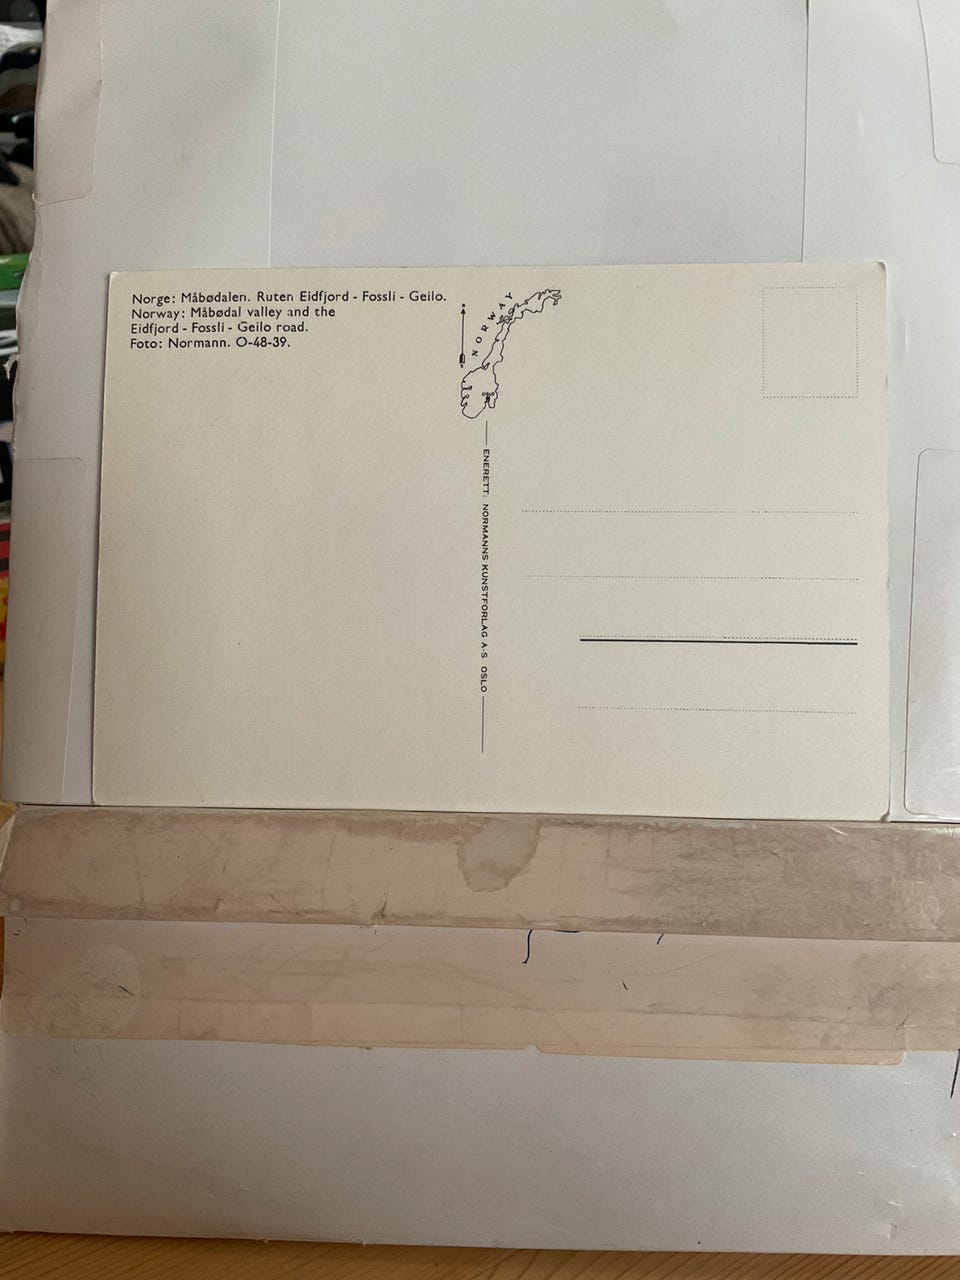 Norge: Måbødalen. Ruten Eidfjord - Fossli - Geilo.
Norway: Måbødal valley and the
Eidfjord - Fossli - Geilo road.
Foto: Normann. O-48-39.
NORWAY
OSLO
ENERETT: NORMANNS KUNSTFORLAG A-S OSLO